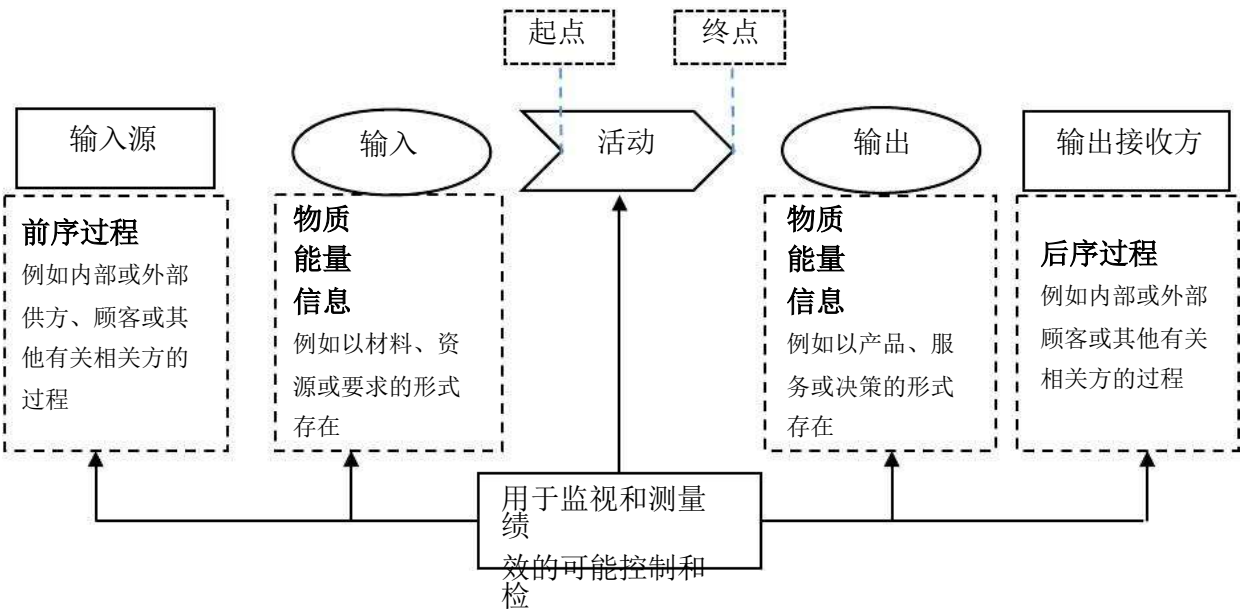 起点
终点
输入源
输入
活动
输出
输出接收方
前序过程
例如内部或外部
供方、顾客或其
他有关相关方的
过程
物质
能量
信息
例如以材料、资
源或要求的形式
存在
物质
能量
信息
例如以产品、服
务或决策的形式
存在
后序过程
例如内部或外部
顾客或其他有关
相关方的过程
用于监视和测量
绩
效的可能控制和
检